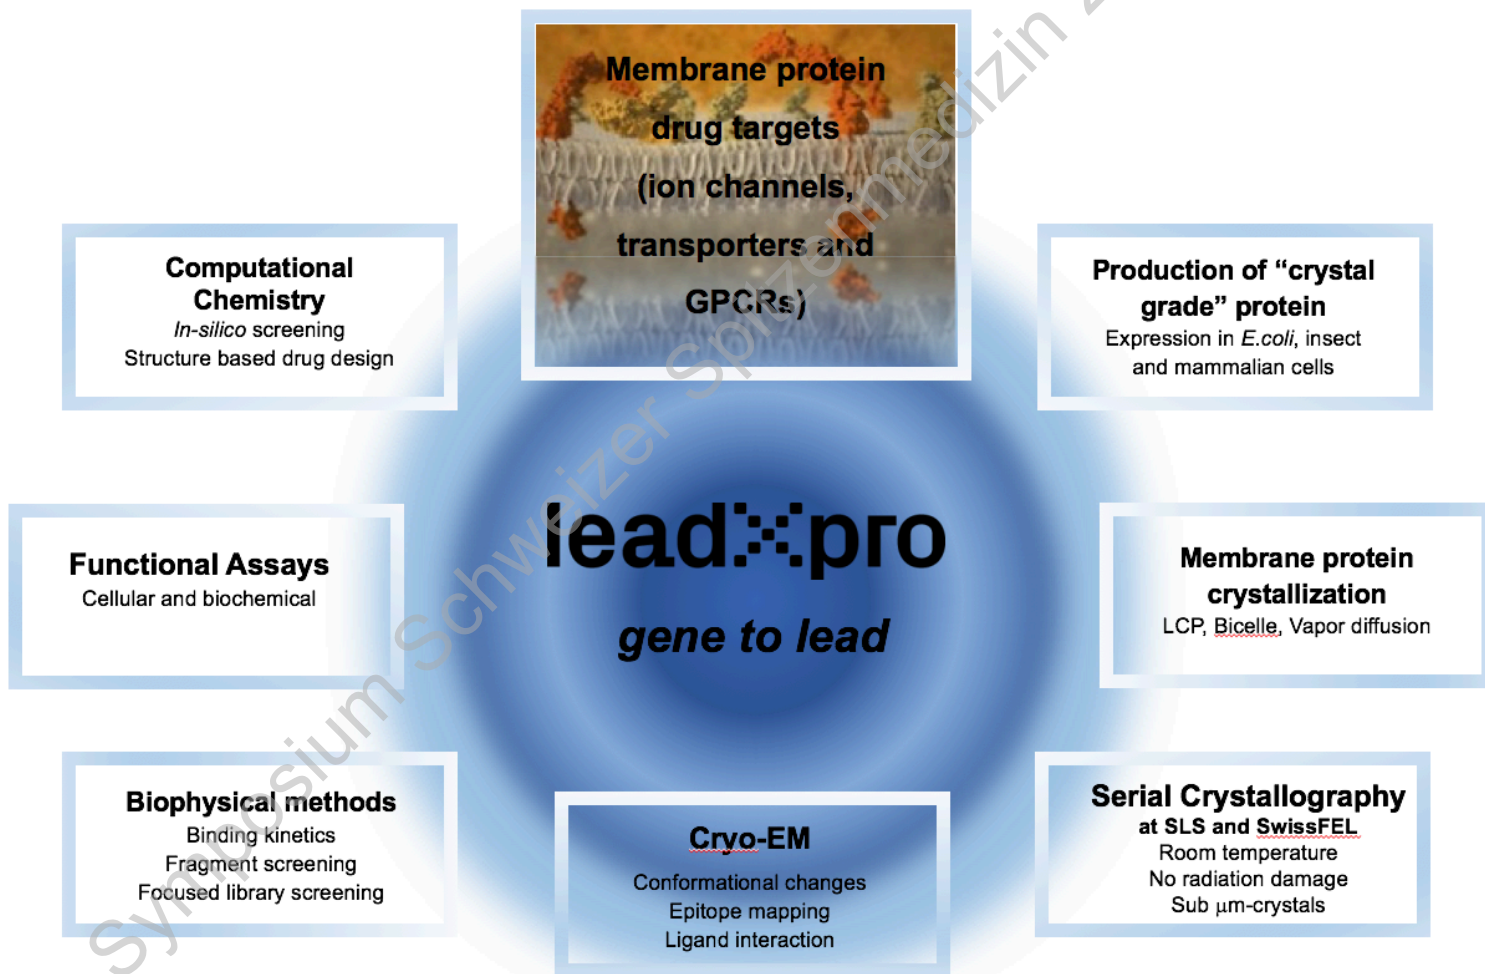 Membrane protein
drug targets
(ion channels,
transporters and
GPCRs)
Computational
Chemistry
In-silico screening
Structure based drug design
Production of “crystal
grade” protein
Expression in E.coli, insect
and mammalian cells
Functional Assays
Cellular and biochemical
leadXpro
gene to lead
Membrane protein
crystallization
LCP, Bicelle, Vapor diffusion
Biophysical methods
Binding kinetics
Fragment screening
Focused library screening
Cryo-EM
Conformational changes
Epitope mapping
Ligand interaction
Serial Crystallography
at SLS and SwissFEL
Room temperature
No radiation damage
Sub μm-crystals
Symposium Schweizer Spitzenmedizin